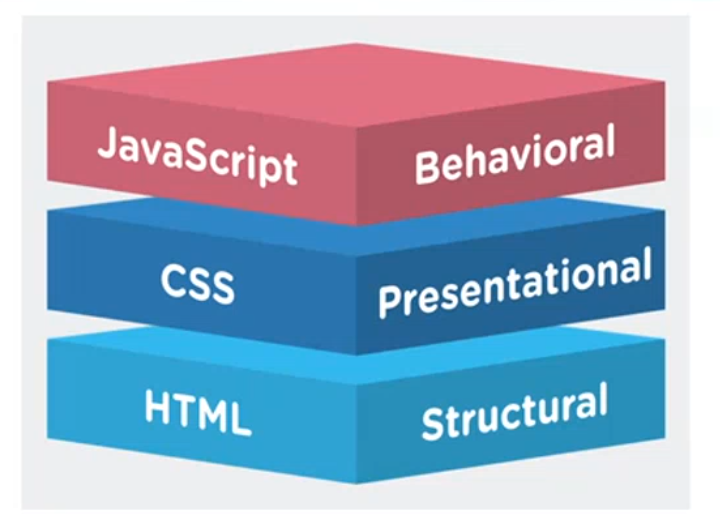 JavaScript Behavioral
CSS Presentational
HTML Structural